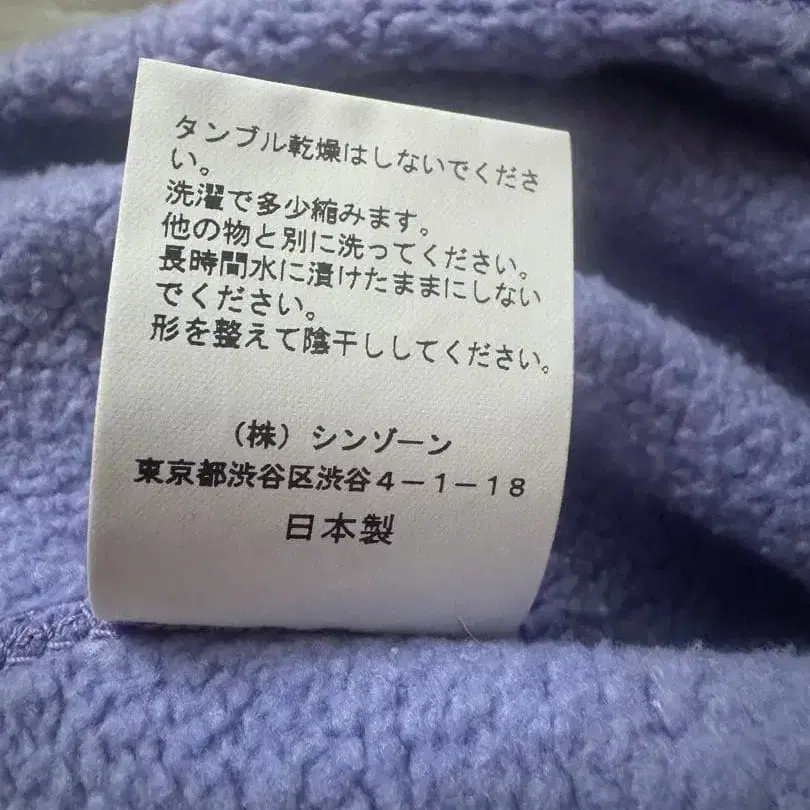 タンブル乾燥はしないでくださ
い。
洗濯で多少縮みます。
他の物と別に洗ってください。
長時間水に漬けたままにしない
でください。
形を整えて陰干ししてください。
（株）シンゾーン
東京都渋谷区渋谷４－１－１８
日本製